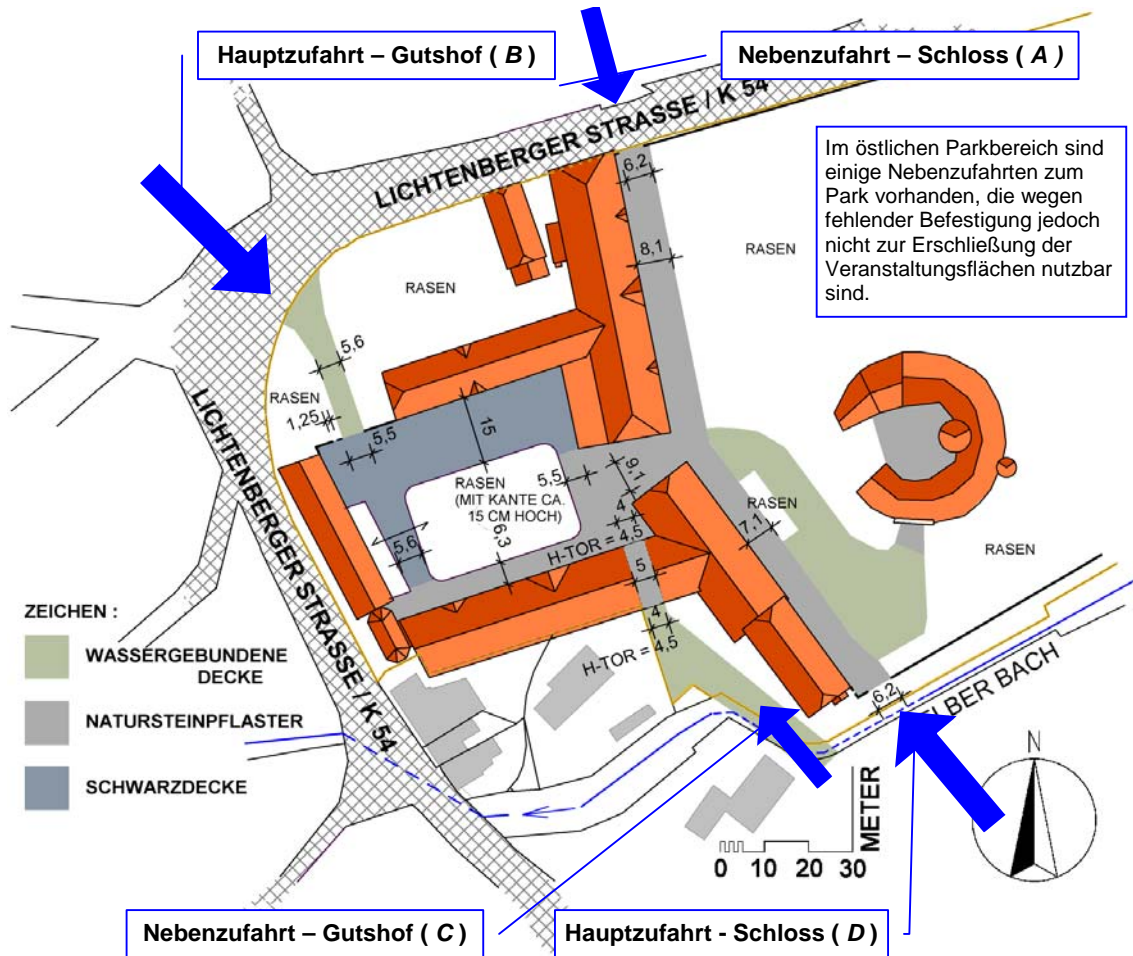 Hauptzufahrt – Gutshof ( B )
Nebenzufahrt – Schloss ( A )
LICHTENBERGER STRASSE / K 54
Im östlichen Parkbereich sind
einige Nebenzufahrten zum
Park vorhanden, die wegen
fehlender Befestigung jedoch
nicht zur Erschließung der
Veranstaltungsflächen nutzbar
sind.
6,2
8,1
RASEN
RASEN
5,6
RASEN
1,25
5,5
15
RASEN
(MIT KANTE CA.
15 CM HOCH)
5,5
9,1
4
H-TOR = 4,5
6,3
5,6
5
4
H-TOR = 4,5
7,1
RASEN
RASEN
6,2
ELBER BACH
LICHTENBERGER STRASSE / K 54
ZEICHEN :
WASSERGEBUNDENE
DECKE
NATURSTEINPFLASTER
SCHWARZDECKE
METER
0 10 20 30
N
Nebenzufahrt – Gutshof ( C )
Hauptzufahrt - Schloss ( D )